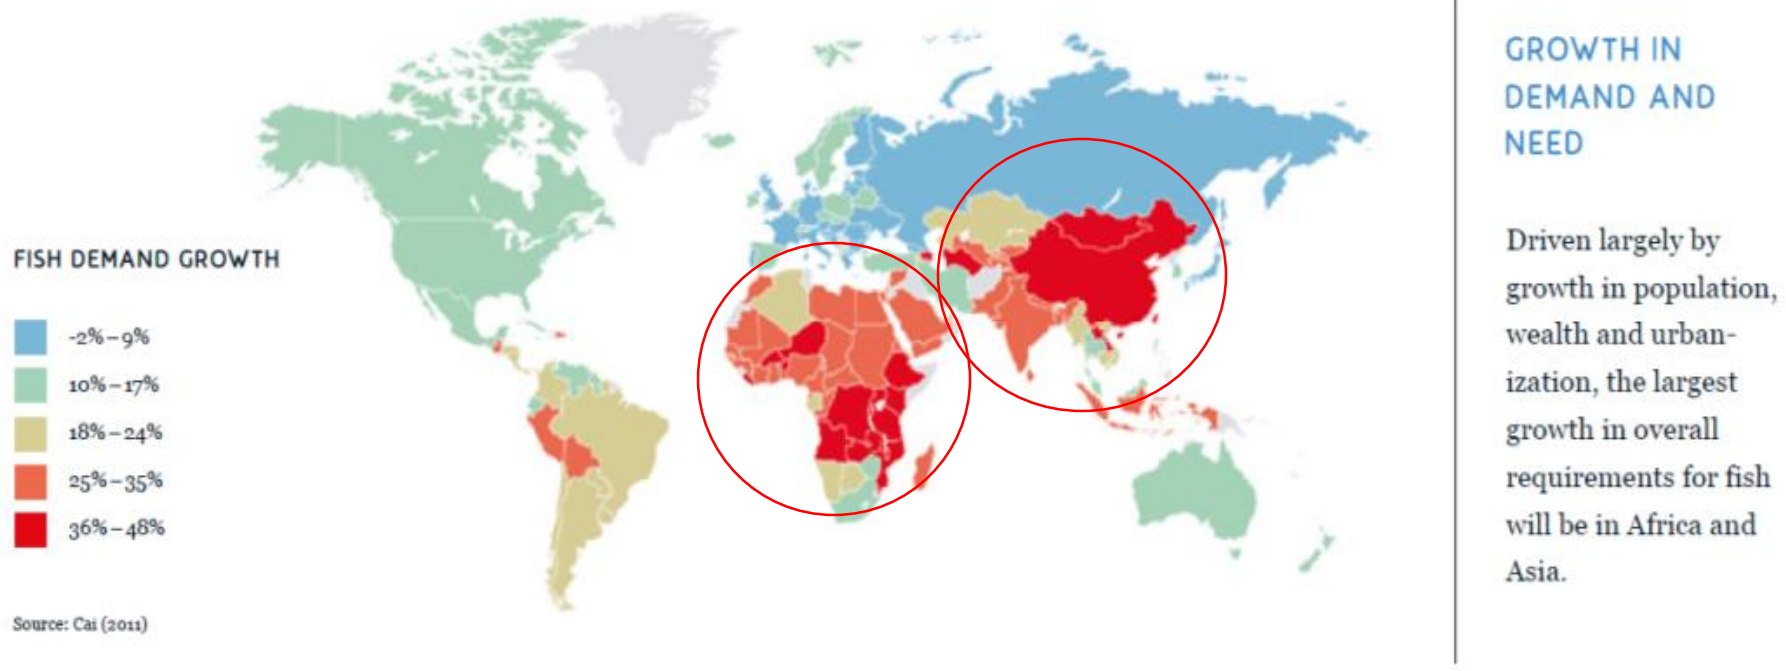 FISH DEMAND GROWTH
-2%–9%
10%–17%
18%–24%
25%–35%
36%–48%
Source: Cai (2011)
GROWTH IN
DEMAND AND
NEED
Driven largely by
growth in population,
wealth and urban-
ization, the largest
growth in overall
requirements for fish
will be in Africa and
Asia.